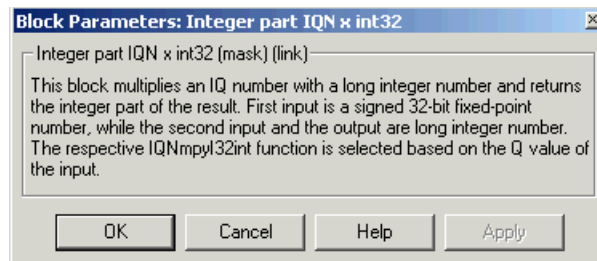 Block Parameters: Integer part IQN x int32
Integer part IQN x int32 (mask) (link)
This block multiplies an IQ number with a long integer number and returns
the integer part of the result. First input is a signed 32-bit fixed-point
number, while the second input and the output are long integer number.
The respective IQNmpyI32int function is selected based on the Q value of
the input.
OK Cancel Help Apply